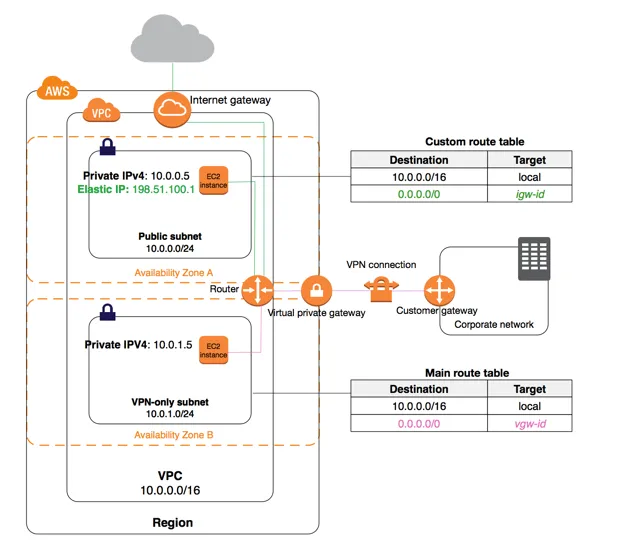 AWS
VPC
Internet gateway
Private IPv4: 10.0.0.5
Elastic IP: 198.51.100.1
EC2
instance
Public subnet
10.0.0.0/24
Availability Zone A
Custom route table
Destination Target
10.0.0.0/16 local
0.0.0.0/0 igw-id
Router
Virtual private gateway
VPN connection
Customer gateway
Corporate network
Private IPV4: 10.0.1.5
EC2
instance
VPN-only subnet
10.0.1.0/24
Availability Zone B
Main route table
Destination Target
10.0.0.0/16 local
0.0.0.0/0 vgw-id
VPC
10.0.0.0/16
Region